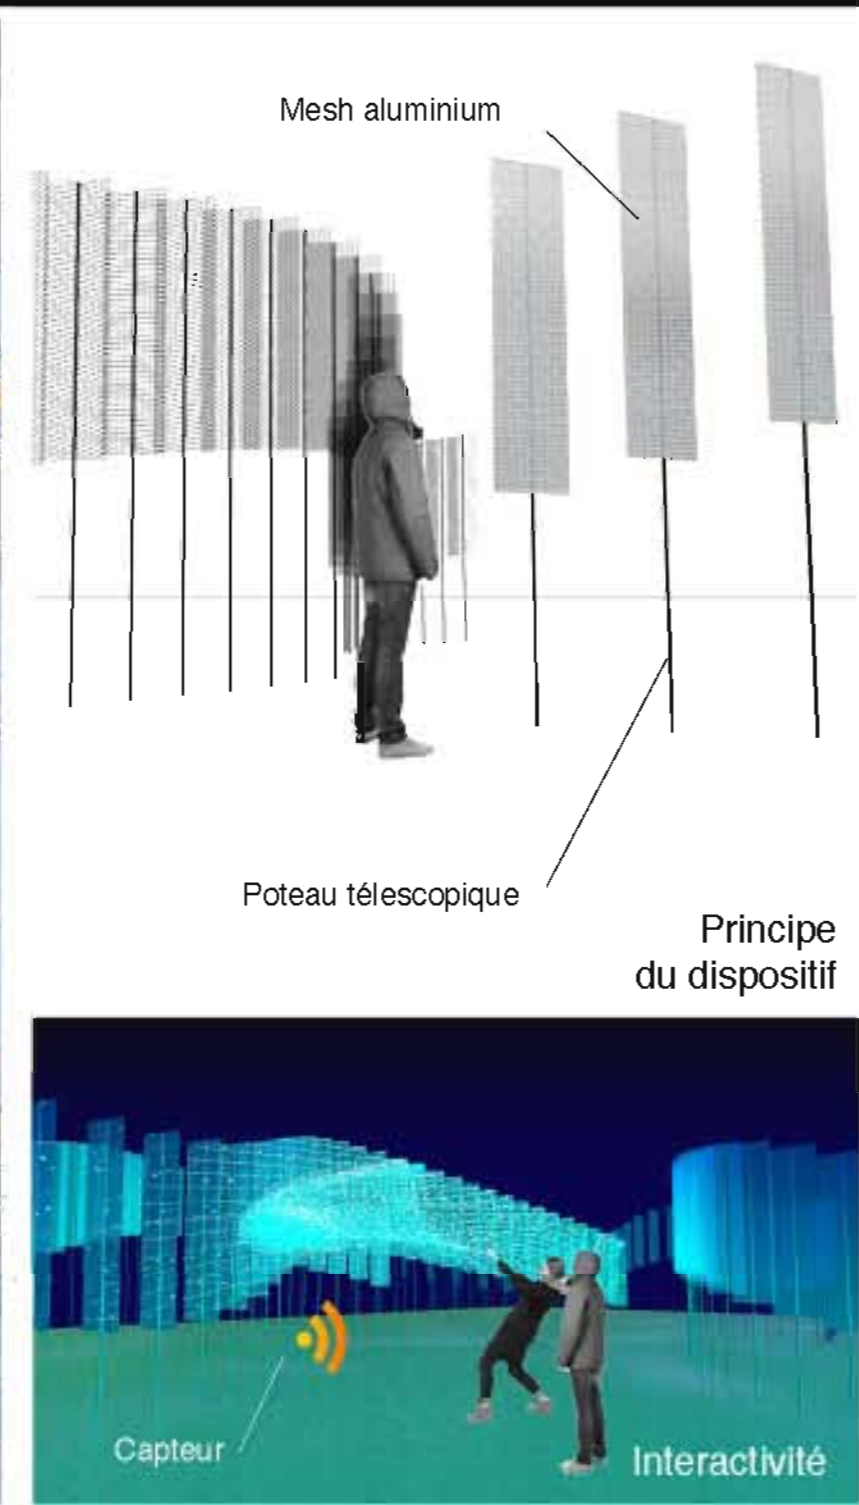 Mesh aluminium
Poteau télescopique
Principe
du dispositif
Capteur
Interactivité